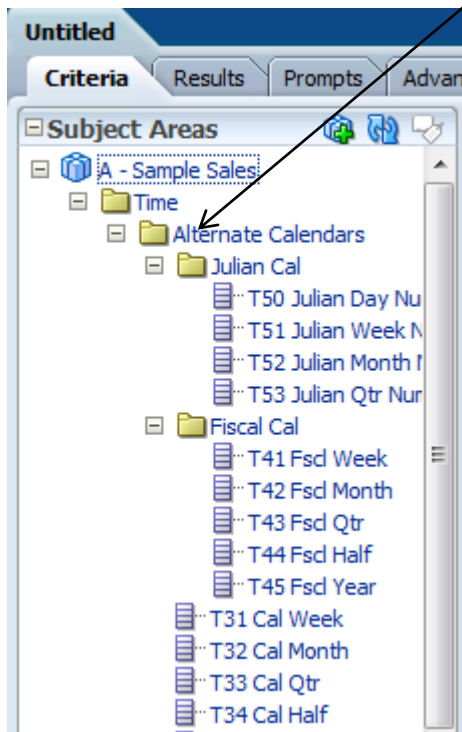 Untitled
Criteria Results Prompts Advan
Subject Areas
A - Sample Sales
Time
Alternate Calendars
Julian Cal
T50 Julian Day Nu
T51 Julian Week N
T52 Julian Month
T53 Julian Qtr Nur
Fiscal Cal
T41 Fscl Week
T42 Fscl Month
T43 Fscl Qtr
T44 Fscl Half
T45 Fscl Year
T31 Cal Week
T32 Cal Month
T33 Cal Qtr
T34 Cal Half